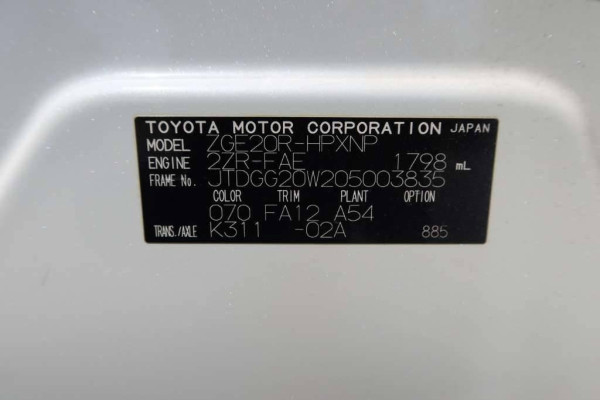 TOYOTA MOTOR CORPORATION JAPAN
MODEL ZGE20R-HPXNP
ENGINE 2ZR-FAE 1798 mL
FRAME No. JTDGG20W205003835
COLOR TRIM PLANT OPTION
070 FA12 A54
TRANS./AXLE K311 -02A 885